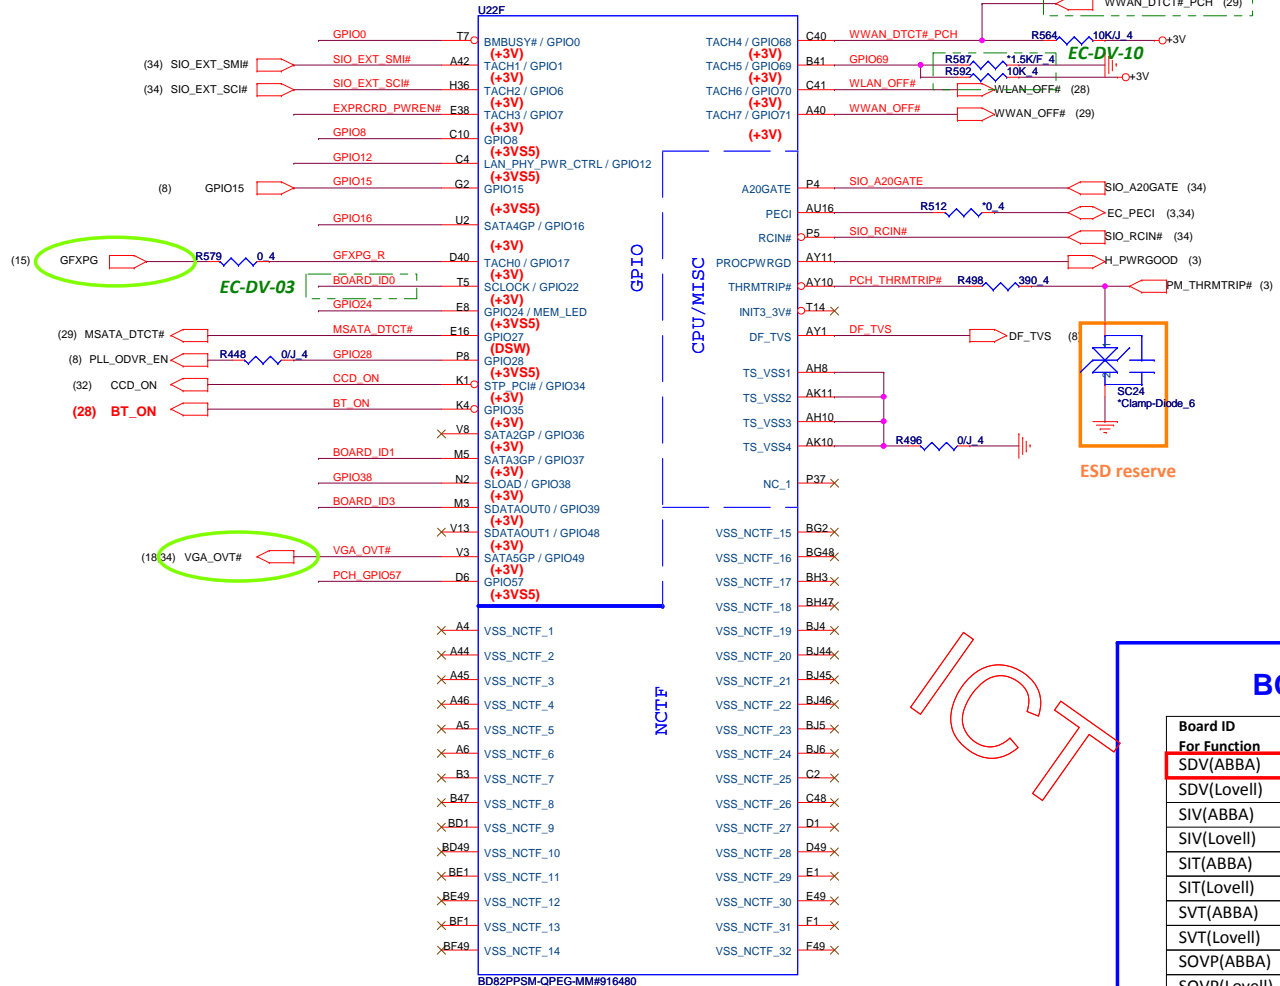 U22F
WWAN_DTCT#_PCH (29)
GPIO0 T7 BMBUSY# / GPIO0
(+3V)
(34) SIO_EXT_SMI# SIO_EXT_SMI# A42 TACH1 / GPIO1
(+3V)
(34) SIO_EXT_SCI# SIO_EXT_SCI# H36 TACH2 / GPIO6
(+3V)
EXPRCRD_PWREN# E38 TACH3 / GPIO7
(+3V)
GPIO8 C10 GPIO8
(+3VS5)
GPIO12 C4 LAN_PHY_PWR_CTRL / GPIO12
(+3VS5)
(8) GPIO15 GPIO15 G2 GPIO15
(+3VS5)
GPIO16 U2 SATA4GP / GPIO16
(+3V)
(15) GFXPG R579 0_4 GFXPG_R D40 TACH0 / GPIO17
(+3V)
EC-DV-03 BOARD_ID0 T5 SCLOCK / GPIO22
(+3V)
GPIO24 E8 GPIO24 / MEM_LED
(+3VS5)
(29) MSATA_DTCT# MSATA_DTCT# E16 GPIO27
(DSW)
(8) PLL_ODVR_EN R448 0/J_4 GPIO28 P8 GPIO28
(+3VS5)
(32) CCD_ON CCD_ON K1 STP_PCI# / GPIO34
(+3V)
(28) BT_ON BT_ON K4 GPIO35
(+3V)
V8 SATA2GP / GPIO36
(+3V)
BOARD_ID1 M5 SATA3GP / GPIO37
(+3V)
GPIO38 N2 SLOAD / GPIO38
(+3V)
BOARD_ID3 M3 SDATAOUT0 / GPIO39
(+3V)
V13 SDATAOUT1 / GPIO48
(+3V)
(18,34) VGA_OVT# VGA_OVT# V3 SATA5GP / GPIO49
(+3V)
PCH_GPIO57 D6 GPIO57
(+3VS5)
GPIO
CPU/MISC
NCTF
A4 VSS_NCTF_1
A44 VSS_NCTF_2
A45 VSS_NCTF_3
A46 VSS_NCTF_4
A5 VSS_NCTF_5
A6 VSS_NCTF_6
B3 VSS_NCTF_7
B47 VSS_NCTF_8
BD1 VSS_NCTF_9
BD49 VSS_NCTF_10
BE1 VSS_NCTF_11
BE49 VSS_NCTF_12
BF1 VSS_NCTF_13
BF49 VSS_NCTF_14
BD82PPSM-QPEG-MM#916480
TACH4 / GPIO68 C40 WWAN_DTCT#_PCH R564 10K/J_4 +3V
(+3V)
EC-DV-10
TACH5 / GPIO69 B41 GPIO69 R587 *1.5K/F_4
(+3V)
R592 10K_4 +3V
TACH6 / GPIO70 C41 WLAN_OFF# WLAN_OFF# (28)
(+3V)
TACH7 / GPIO71 A40 WWAN_OFF# WWAN_OFF# (29)
(+3V)
A20GATE P4 SIO_A20GATE SIO_A20GATE (34)
PECI AU16 R512 *0_4 EC_PECI (3,34)
RCIN# P5 SIO_RCIN# SIO_RCIN# (34)
PROCPWRGD AY11 H_PWRGOOD (3)
THRMTRIP# AY10 PCH_THRMTRIP# R498 390_4 PM_THRMTRIP# (3)
INIT3_3V# T14
DF_TVS AY1 DF_TVS DF_TVS (8
TS_VSS1 AH8
TS_VSS2 AK11
TS_VSS3 AH10
TS_VSS4 AK10 R496 0/J_4
SC24
*Clamp-Diode_6
ESD reserve
NC_1 P37
VSS_NCTF_15 BG2
VSS_NCTF_16 BG48
VSS_NCTF_17 BH3
VSS_NCTF_18 BH47
VSS_NCTF_19 BJ4
VSS_NCTF_20 BJ44
VSS_NCTF_21 BJ45
VSS_NCTF_22 BJ46
VSS_NCTF_23 BJ5
VSS_NCTF_24 BJ6
VSS_NCTF_25 C2
VSS_NCTF_26 C48
VSS_NCTF_27 D1
VSS_NCTF_28 D49
VSS_NCTF_29 E1
VSS_NCTF_30 E49
VSS_NCTF_31 F1
VSS_NCTF_32 F49
ICT
Board ID
For Function
SDV(ABBA)
SDV(Lovell)
SIV(ABBA)
SIV(Lovell)
SIT(ABBA)
SIT(Lovell)
SVT(ABBA)
SVT(Lovell)
SOVP(ABBA)
SOVP(Lovell)